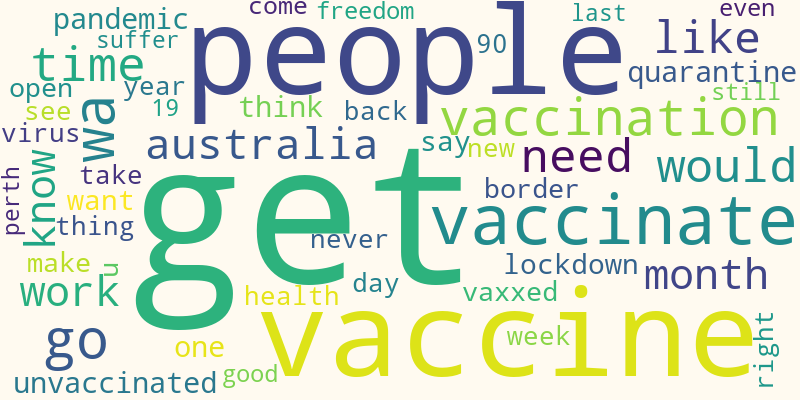 come
freedom
last
even
pandemic
people
90
like
suffer
time
quarantine
open
year
still
see
19
think
back
vaccination
wa
virus
australia
say
new
need
would
know
take
perth
want
border
vaccinate
thing
get
never
make
u
lockdown
month
work
day
health
vaxxed
vaccine
go
one
week
right
unvaccinated
good